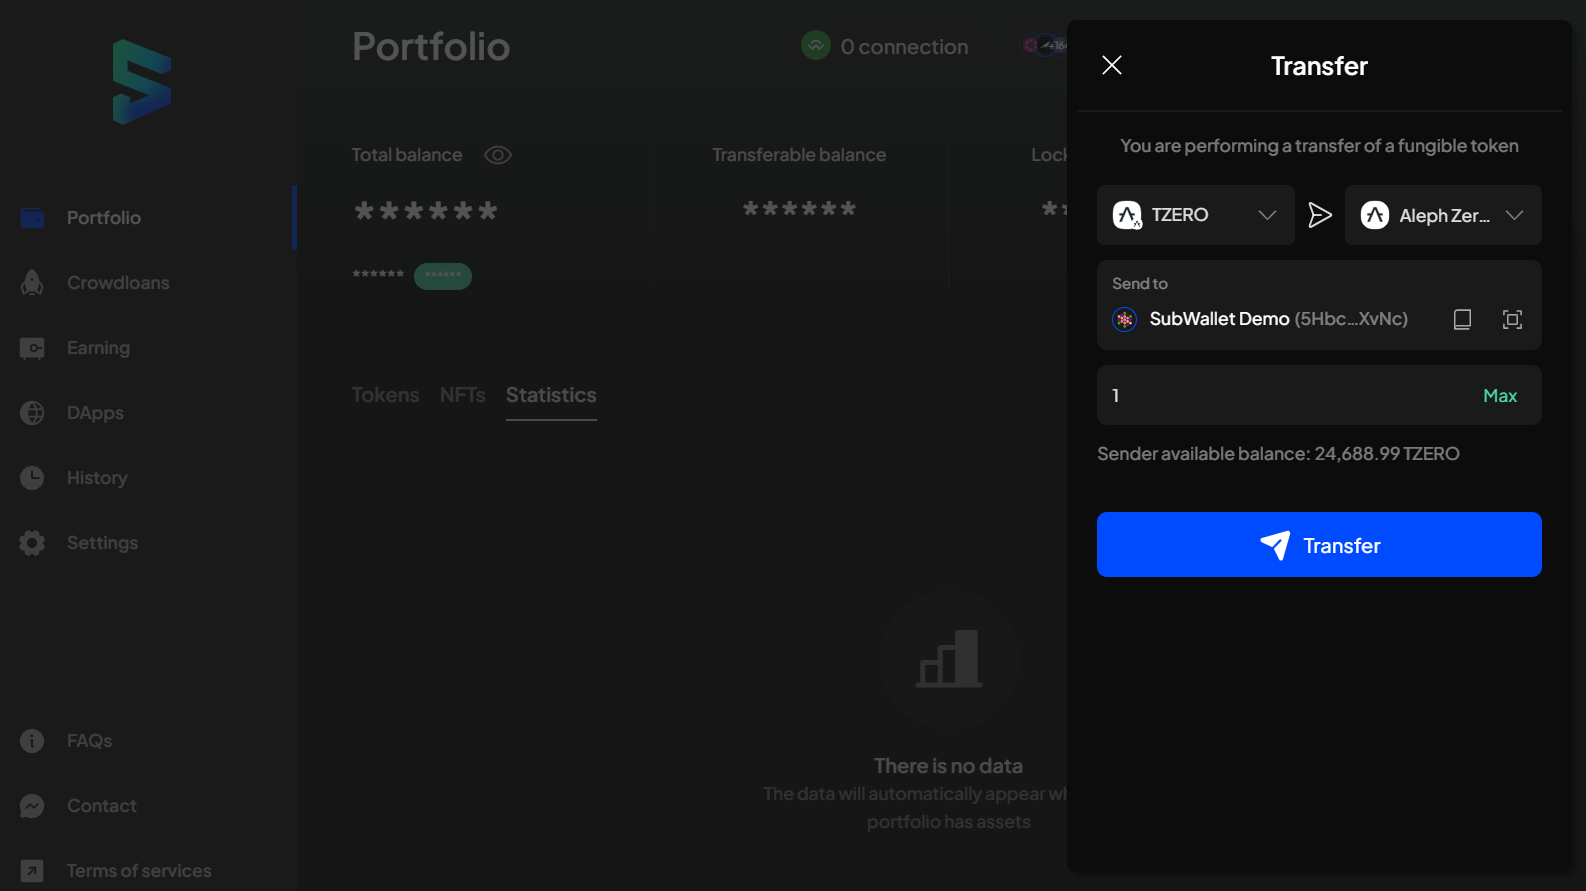 Portfolio
0 connection
Transfer
You are performing a transfer of a fungible token
Total balance
Transferable balance
Lock
******
******
**
******
******
TZERO
Aleph Zer...
Send to
SubWallet Demo (5Hbc...XvNc)
1
Max
Sender available balance: 24,688.99 TZERO
Transfer
Portfolio
Crowdloans
Earning
DApps
History
Settings
FAQs
Contact
Terms of services
Tokens
NFTs
Statistics
There is no data
The data will automatically appear wh
portfolio has assets